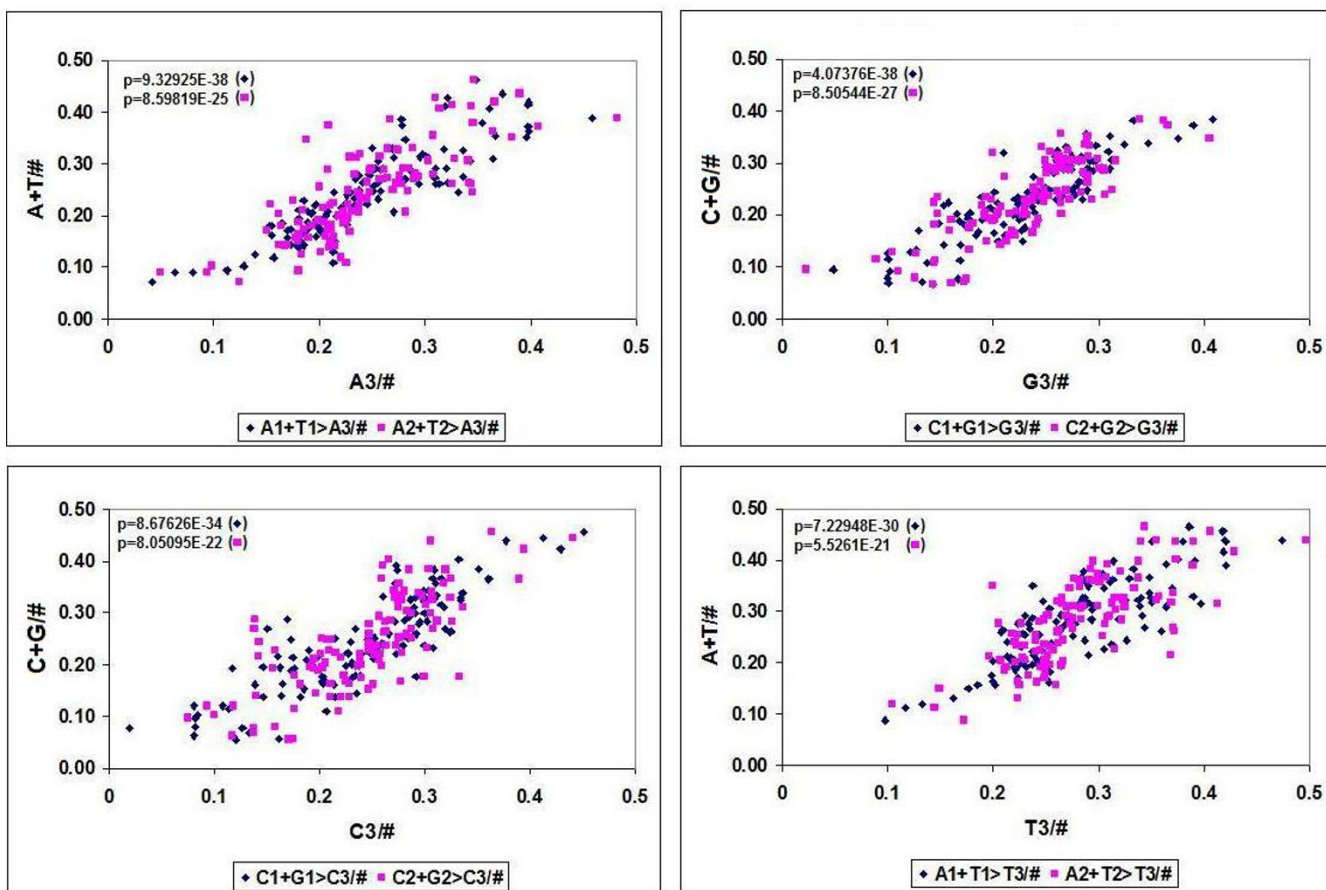 0.50
p=9.32925E-38 (⬥)
p=8.59819E-25 (■)
0.40
0.30
0.20
0.10
0.00
A+T/#
0 0.1 0.2 0.3 0.4 0.5
A3/#
A1+T1>A3/# A2+T2>A3/#
0.50
p=4.07376E-38 (⬥)
p=8.50544E-27 (■)
0.40
0.30
0.20
0.10
0.00
C+G/#
0 0.1 0.2 0.3 0.4 0.5
G3/#
C1+G1>G3/# C2+G2>G3/#
0.50
p=8.67626E-34 (⬥)
p=8.05095E-22 (■)
0.40
0.30
0.20
0.10
0.00
C+G/#
0 0.1 0.2 0.3 0.4 0.5
C3/#
C1+G1>C3/# C2+G2>C3/#
0.50
p=7.22948E-30 (⬥)
p=5.5261E-21 (■)
0.40
0.30
0.20
0.10
0.00
A+T/#
0 0.1 0.2 0.3 0.4 0.5
T3/#
A1+T1>T3/# A2+T2>T3/#